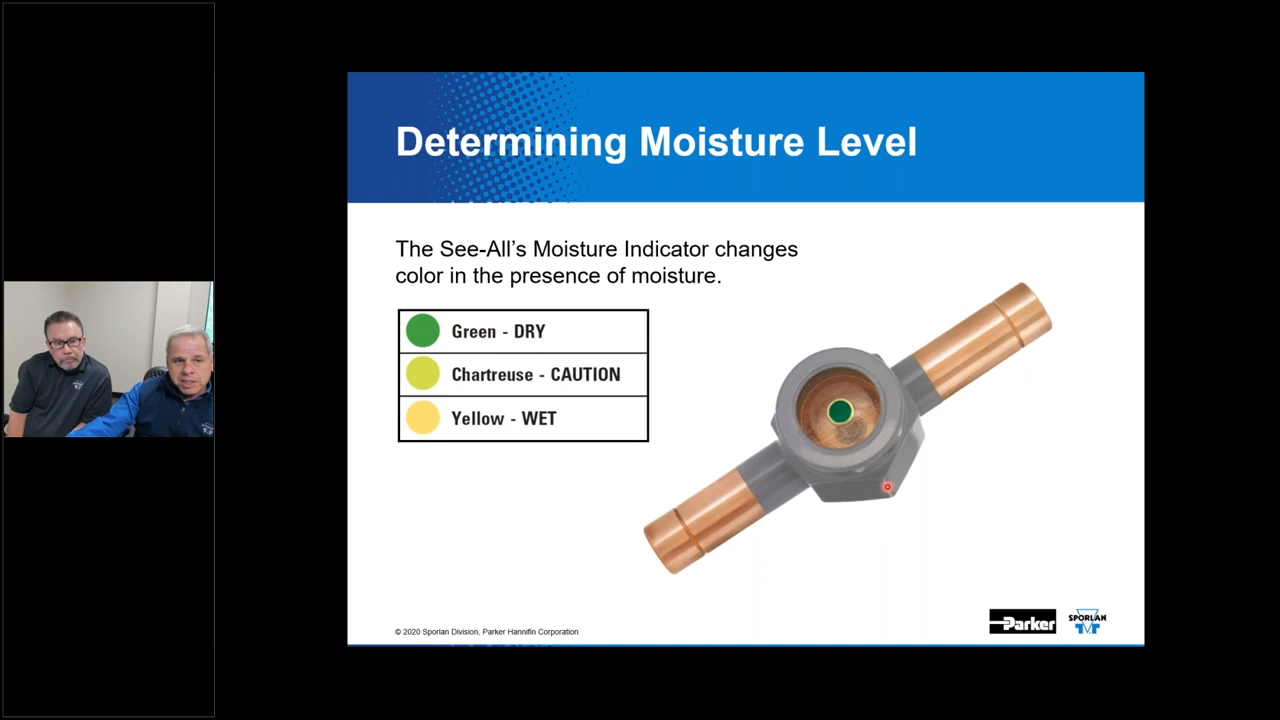 Determining Moisture Level
The See-All’s Moisture Indicator changes
color in the presence of moisture.
Green - DRY
Chartreuse - CAUTION
Yellow - WET
© 2020 Sporlan Division, Parker Hannifin Corporation
Parker
SPORLAN